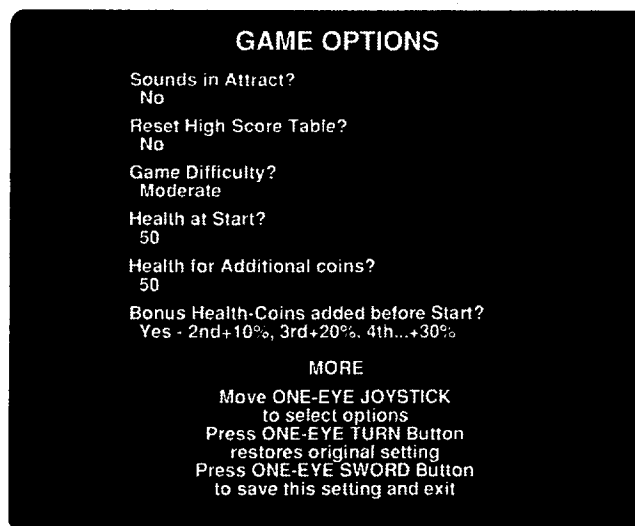 GAME OPTIONS
Sounds in Attract?
No
Reset High Score Table?
No
Game Difficulty?
Moderate
Health at Start?
50
Health for Additional coins?
50
Bonus Health-Coins added before Start?
Yes - 2nd+10%, 3rd+20%. 4th...+30%
MORE
Move ONE-EYE JOYSTICK
to select options
Press ONE-EYE TURN Button
restores original setting
Press ONE-EYE SWORD Button
to save this setting and exit